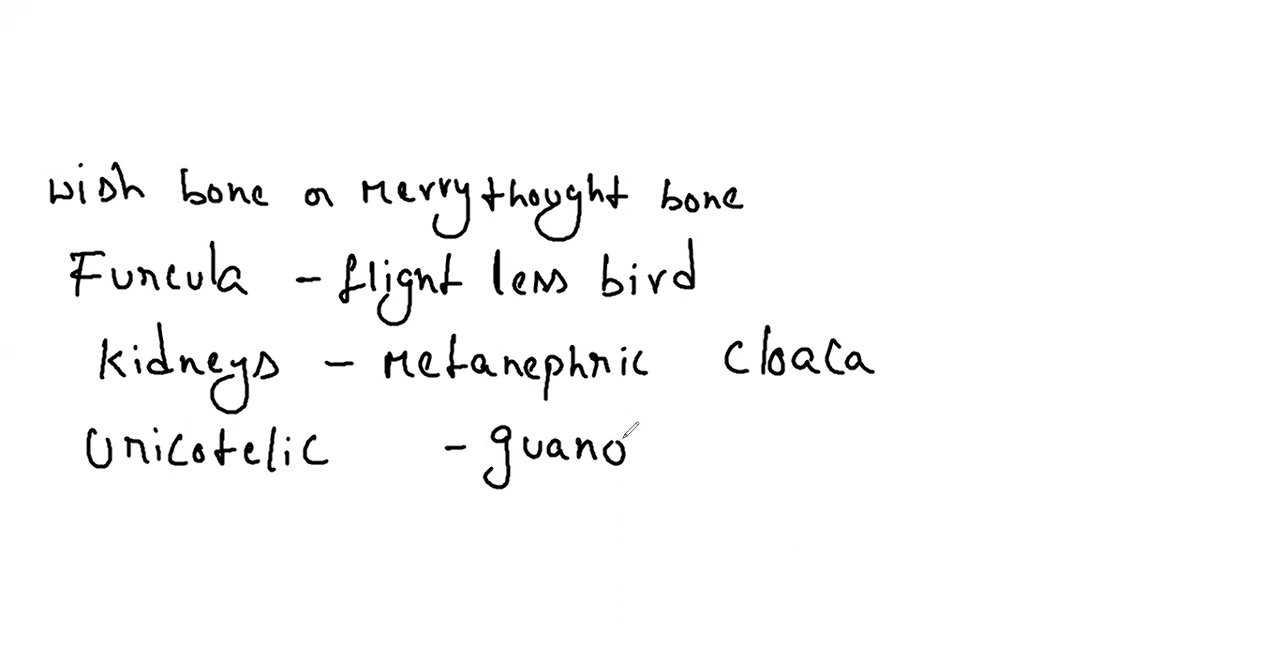 wish bone or Merrythought bone
Furcula - flight less bird
kidneys - Metanephric cloaca
Uricotelic - guano